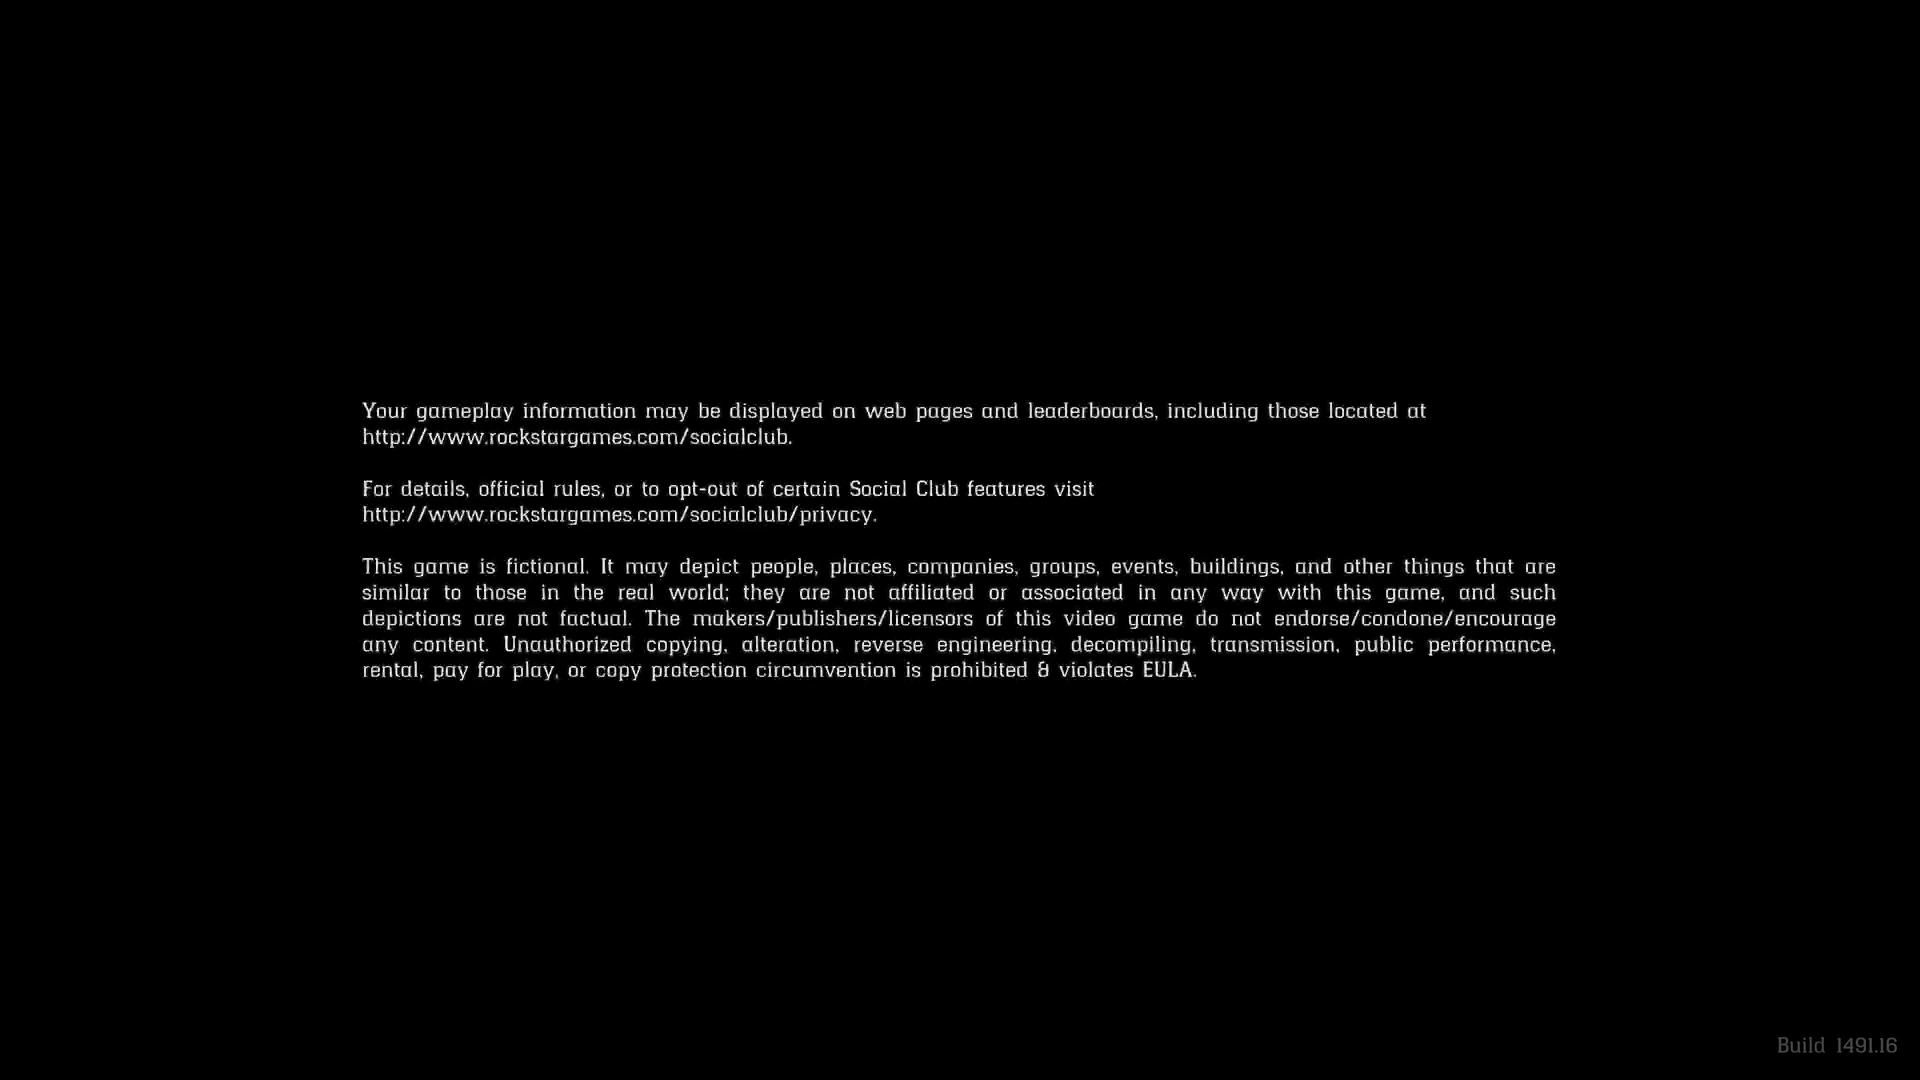 Your gameplay information may be displayed on web pages and leaderboards, including those located at
http://www.rockstargames.com/socialclub.
For details, official rules, or to opt-out of certain Social Club features visit
http://www.rockstargames.com/socialclub/privacy.
This game is fictional. It may depict people, places, companies, groups, events, buildings, and other things that are
similar to those in the real world; they are not affiliated or associated in any way with this game, and such
depictions are not factual. The makers/publishers/licensors of this video game do not endorse/condone/encourage
any content. Unauthorized copying, alteration, reverse engineering, decompiling, transmission, public performance,
rental, pay for play, or copy protection circumvention is prohibited & violates EULA.
Build 1491.16